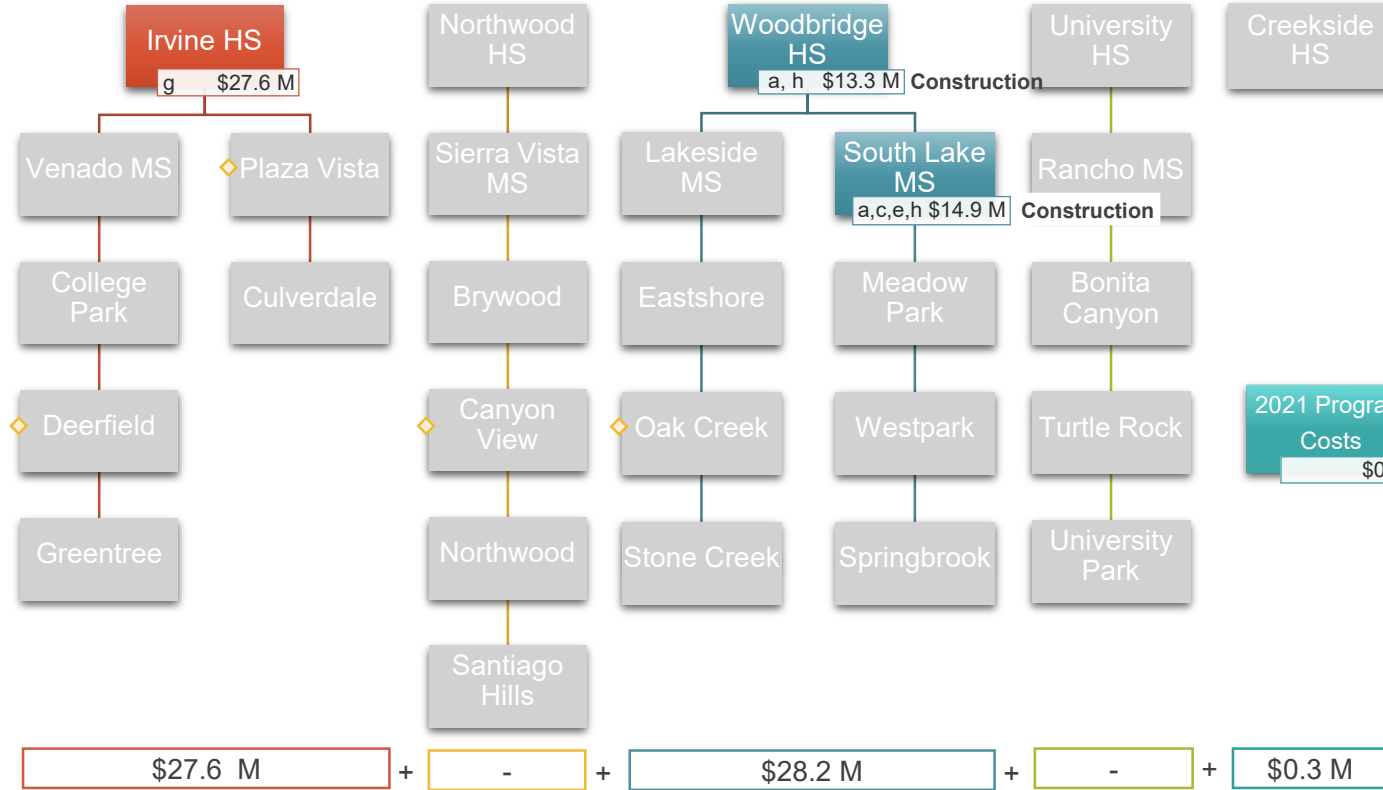 Irvine HS
g $27.6 M
Northwood
HS
Woodbridge
HS
a, h $13.3 M Construction
University
HS
Creekside
HS
Venado MS
Plaza Vista
Sierra Vista
MS
Lakeside
MS
South Lake
MS
a,c,e,h $14.9 M Construction
Rancho MS
College
Park
Culverdale
Brywood
Eastshore
Meadow
Park
Bonita
Canyon
Deerfield
Canyon
View
Oak Creek
Westpark
Turtle Rock
2021 Progra
Costs
$0
Greentree
Northwood
Stone Creek
Springbrook
University
Park
Santiago
Hills
$27.6 M + - + $28.2 M + - + $0.3 M